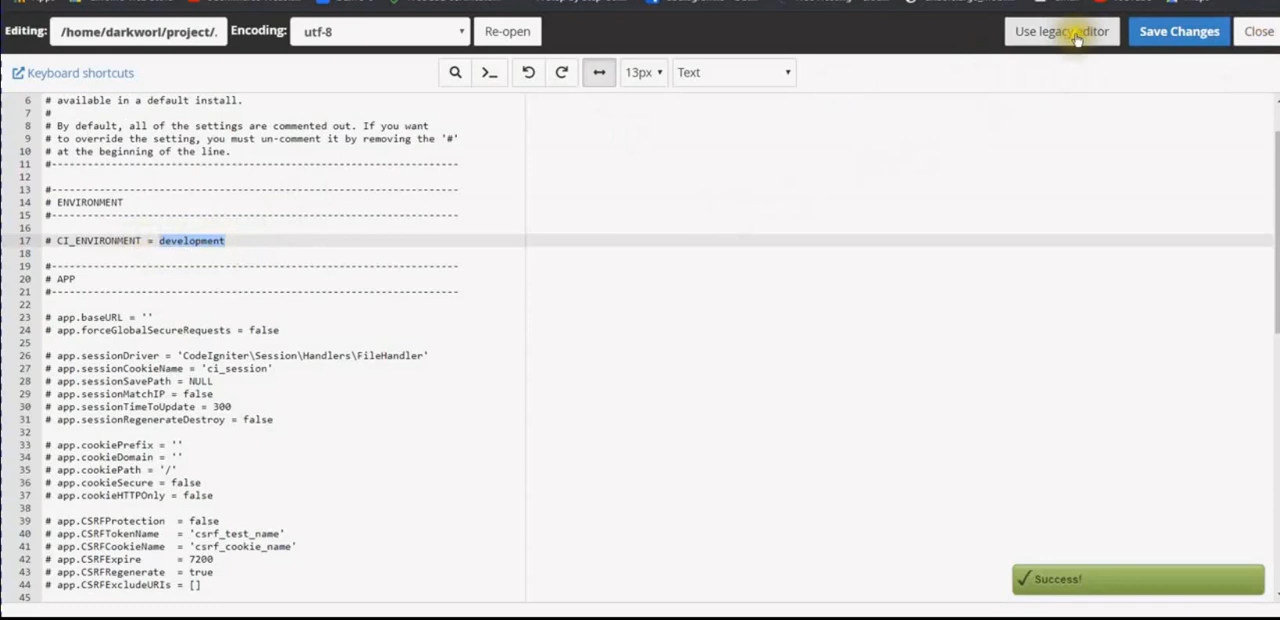 Editing: /home/darkworl/project/. Encoding: utf-8 Re-open Use legacy editor Save Changes Close
Keyboard shortcuts 13px Text
6 # available in a default install.
7 #
8 # By default, all of the settings are commented out. If you want
9 # to override the setting, you must un-comment it by removing the '#'
10 # at the beginning of the line.
11 #--------------------------------------------------------------------
12
13 #--------------------------------------------------------------------
14 # ENVIRONMENT
15 #--------------------------------------------------------------------
16
17 # CI_ENVIRONMENT = development
18
19 #--------------------------------------------------------------------
20 # APP
21 #--------------------------------------------------------------------
22
23 # app.baseURL = ''
24 # app.forceGlobalSecureRequests = false
25
26 # app.sessionDriver = 'CodeIgniter\Session\Handlers\FileHandler'
27 # app.sessionCookieName = 'ci_session'
28 # app.sessionSavePath = NULL
29 # app.sessionMatchIP = false
30 # app.sessionTimeToUpdate = 300
31 # app.sessionRegenerateDestroy = false
32
33 # app.cookiePrefix = ''
34 # app.cookieDomain = ''
35 # app.cookiePath = '/'
36 # app.cookieSecure = false
37 # app.cookieHTTPOnly = false
38
39 # app.CSRFProtection = false
40 # app.CSRFTokenName = 'csrf_test_name'
41 # app.CSRFCookieName = 'csrf_cookie_name'
42 # app.CSRFExpire = 7200
43 # app.CSRFRegenerate = true
44 # app.CSRFExcludeURIs = []
45
Success!